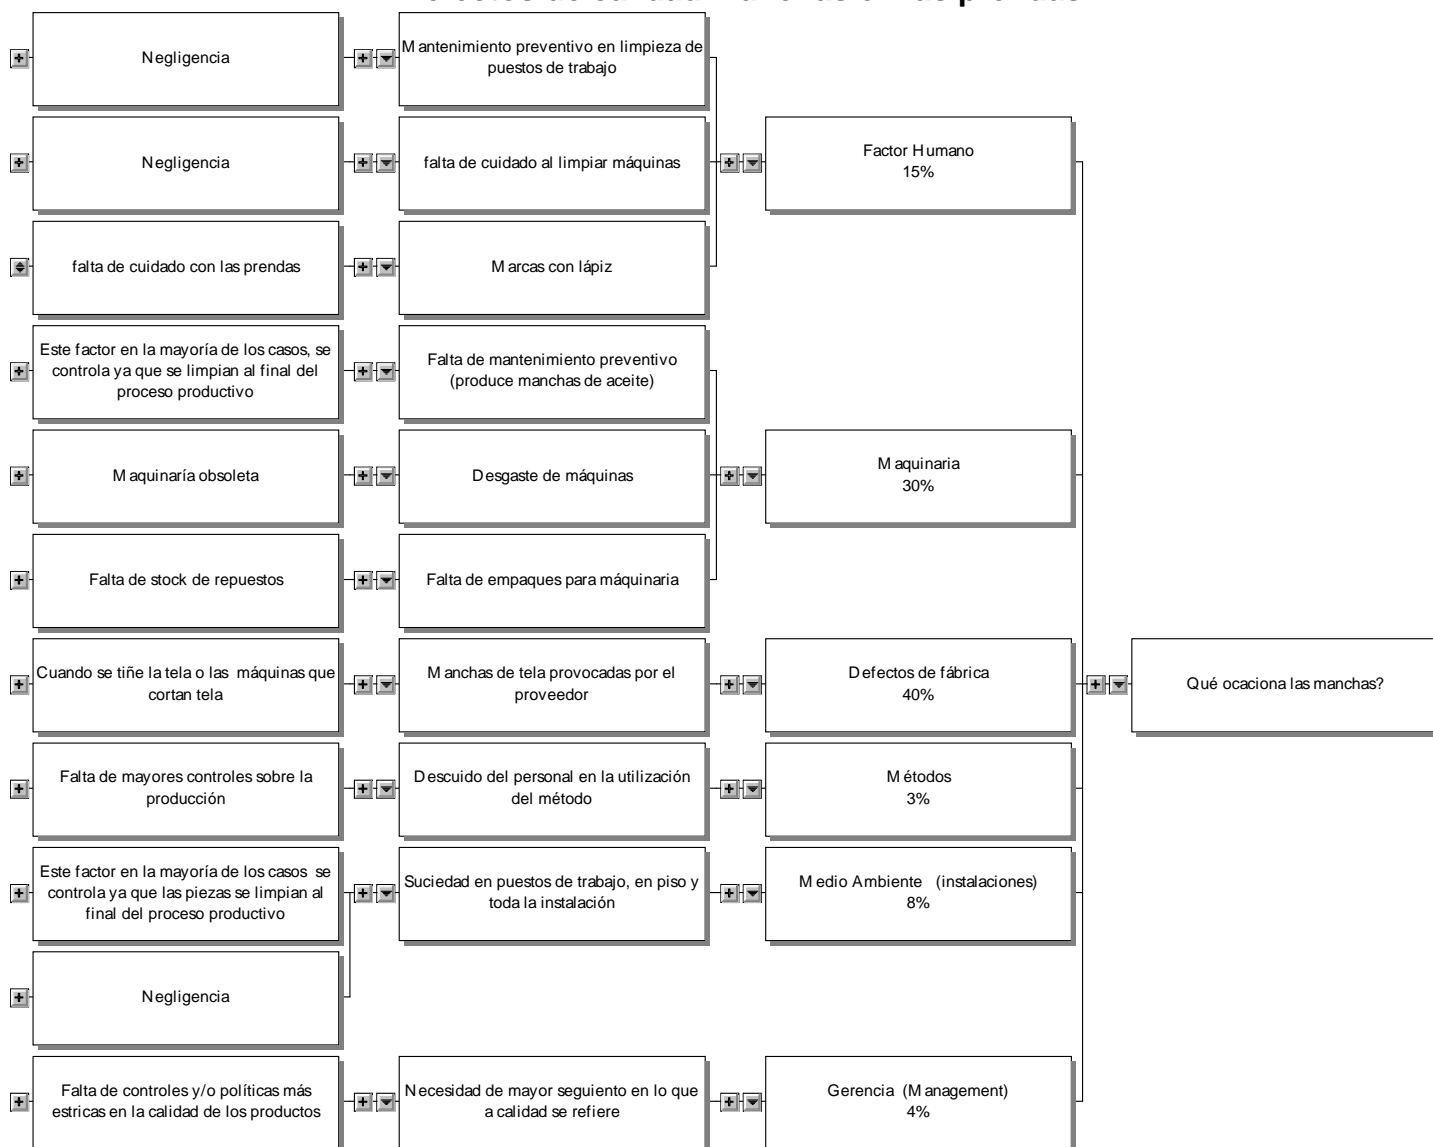 Negligencia
Mantenimiento preventivo en limpieza de
puestos de trabajo
Negligencia
falta de cuidado al limpiar máquinas
Factor Humano
15%
falta de cuidado con las prendas
Marcas con lápiz
Este factor en la mayoría de los casos, se
controla ya que se limpian al final del
proceso productivo
Falta de mantenimiento preventivo
(produce manchas de aceite)
Maquinaría obsoleta
Desgaste de máquinas
Maquinaria
30%
Falta de stock de repuestos
Falta de empaques para máquinaria
Cuando se tiñe la tela o las máquinas que
cortan tela
Manchas de tela provocadas por el
proveedor
Defectos de fábrica
40%
Qué ocaciona las manchas?
Falta de mayores controles sobre la
producción
Descuido del personal en la utilización
del método
Métodos
3%
Este factor en la mayoría de los casos se
controla ya que las piezas se limpian al
final del proceso productivo
Suciedad en puestos de trabajo, en piso y
toda la instalación
Medio Ambiente (instalaciones)
8%
Negligencia
Falta de controles y/o políticas más
estricas en la calidad de los productos
Necesidad de mayor seguiento en lo que
a calidad se refiere
Gerencia (Management)
4%